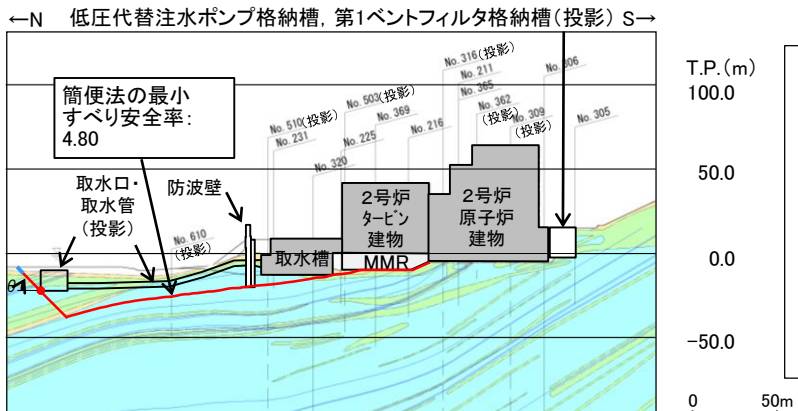 ←N 低圧代替注水ポンプ格納槽, 第1ベントフィルタ格納槽(投影) S→
簡便法の最小
すべり安全率:
4.80
No. 510(投影)
No. 231
No. 320
No. 503(投影)
No. 225
No. 369
No. 216
No. 316(投影)
No. 211
No. 365
No. 362
(投影)
No. 309
(投影)
No. 306
No. 305
取水口・
取水管
(投影)
No. 610
(投影)
防波壁
取水槽
2号炉
タービン
建物
MMR
2号炉
原子炉
建物
T.P.(m)
100.0
50.0
0.0
-50.0
0 50m